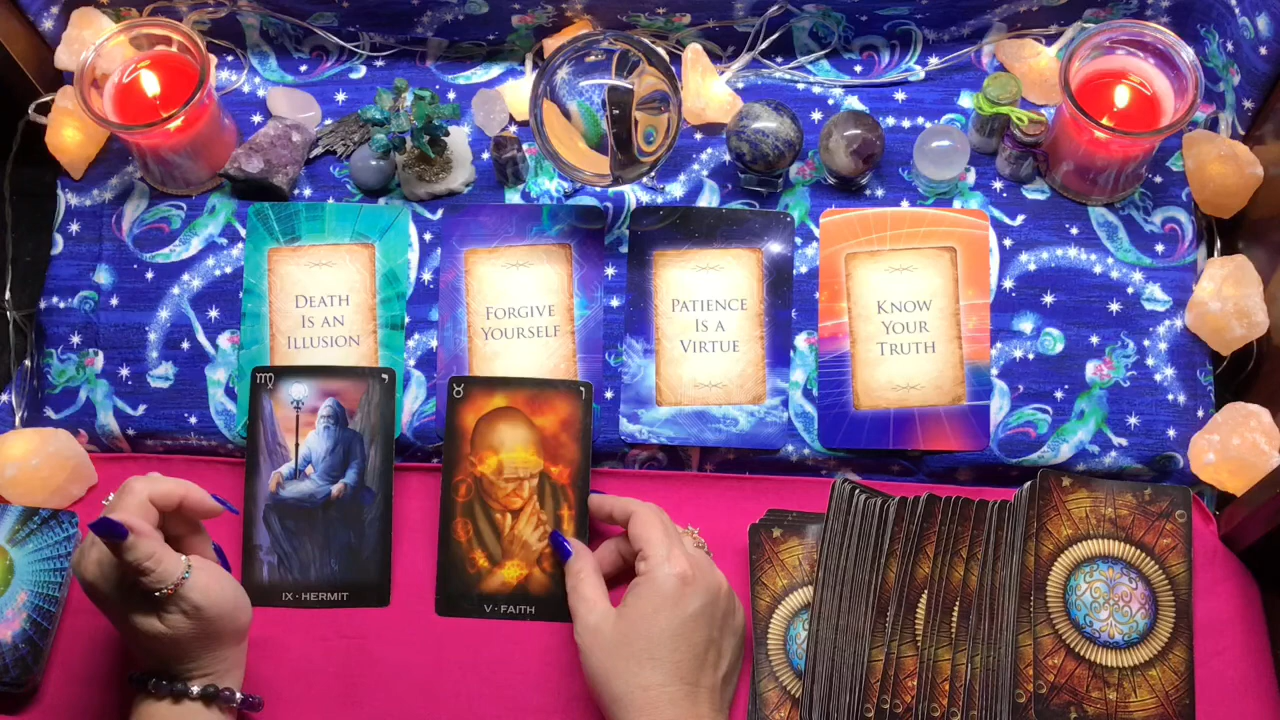 DEATH
IS AN
ILLUSION
FORGIVE
YOURSELF
PATIENCE
IS A
VIRTUE
KNOW
YOUR
TRUTH
IX · HERMIT
V · FAITH